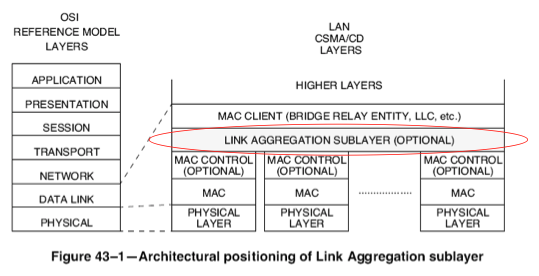 OSI
REFERENCE MODEL
LAYERS
APPLICATION
PRESENTATION
SESSION
TRANSPORT
NETWORK
DATA LINK
PHYSICAL
LAN
CSMA/CD
LAYERS
HIGHER LAYERS
MAC CLIENT (BRIDGE RELAY ENTITY, LLC, etc.)
LINK AGGREGATION SUBLAYER (OPTIONAL)
MAC CONTROL
(OPTIONAL)
MAC
PHYSICAL
LAYER
MAC CONTROL
(OPTIONAL)
MAC
PHYSICAL
LAYER
MAC CONTROL
(OPTIONAL)
MAC
PHYSICAL
LAYER
Figure 43–1—Architectural positioning of Link Aggregation sublayer